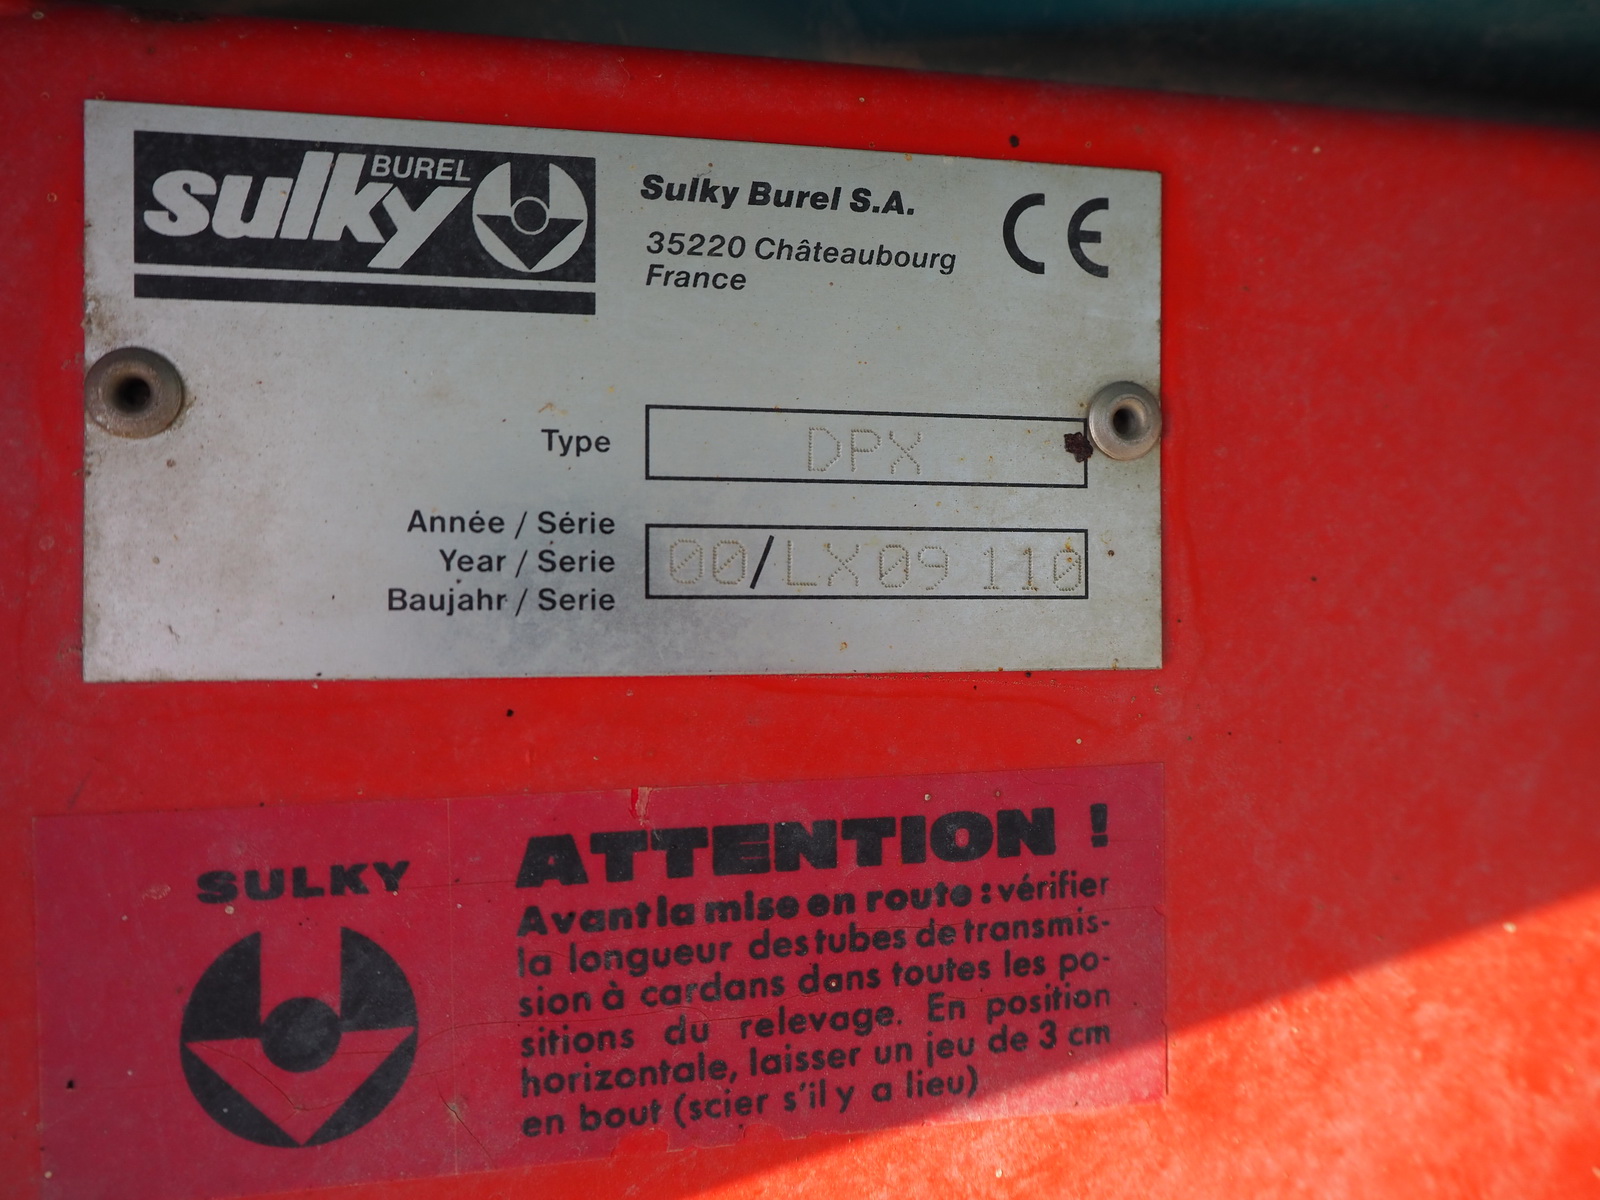 BUREL
sulky
Sulky Burel S.A.
35220 Châteaubourg
France
CE
Type DPX
Année / Série
Year / Serie 00/LX09 110
Baujahr / Serie
SULKY
ATTENTION !
Avant la mise en route : vérifier
la longueur des tubes de transmis-
sion à cardans dans toutes les po-
sitions du relevage. En position
horizontale, laisser un jeu de 3 cm
en bout (scier s'il y a lieu)